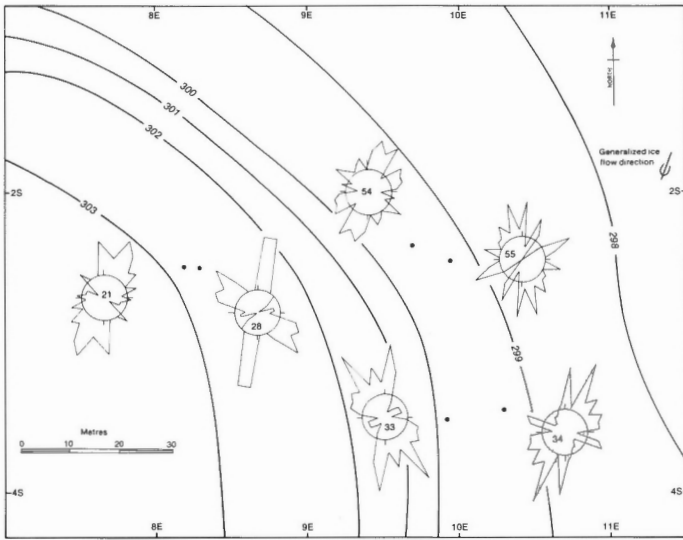 8E 9E 10E 11E
300
301
302
303
NORTH
Generalized ice
flow direction
2S 2S
54
55
298
21
28
299
33
34
Metres
0 10 20 30
4S 4S
8E 9E 10E 11E